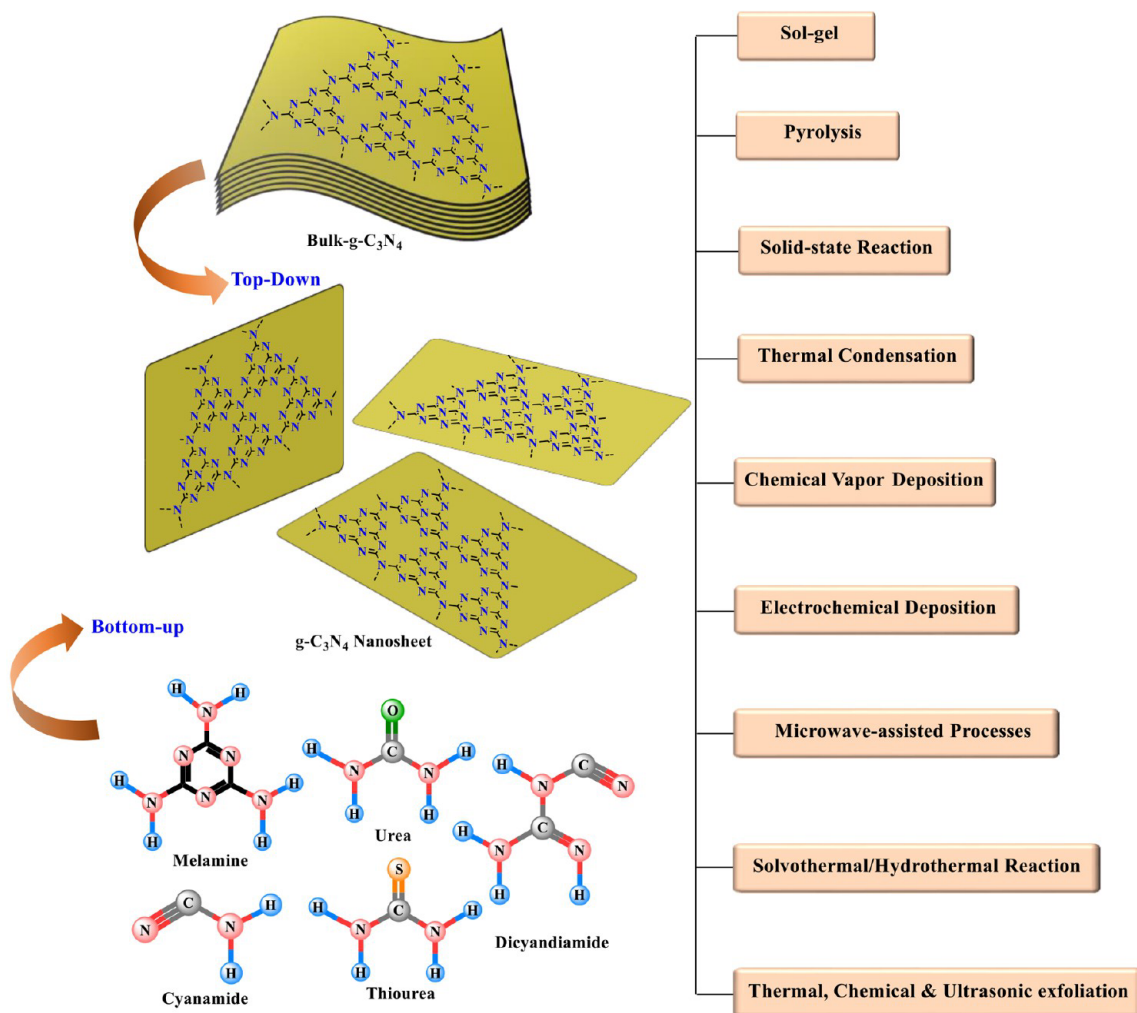 Bulk-g-C₃N₄
Top-Down
g-C₃N₄ Nanosheet
Bottom-up
Melamine
Urea
Cyanamide
Thiourea
Dicyandiamide
Sol-gel
Pyrolysis
Solid-state Reaction
Thermal Condensation
Chemical Vapor Deposition
Electrochemical Deposition
Microwave-assisted Processes
Solvothermal/Hydrothermal Reaction
Thermal, Chemical & Ultrasonic exfoliation